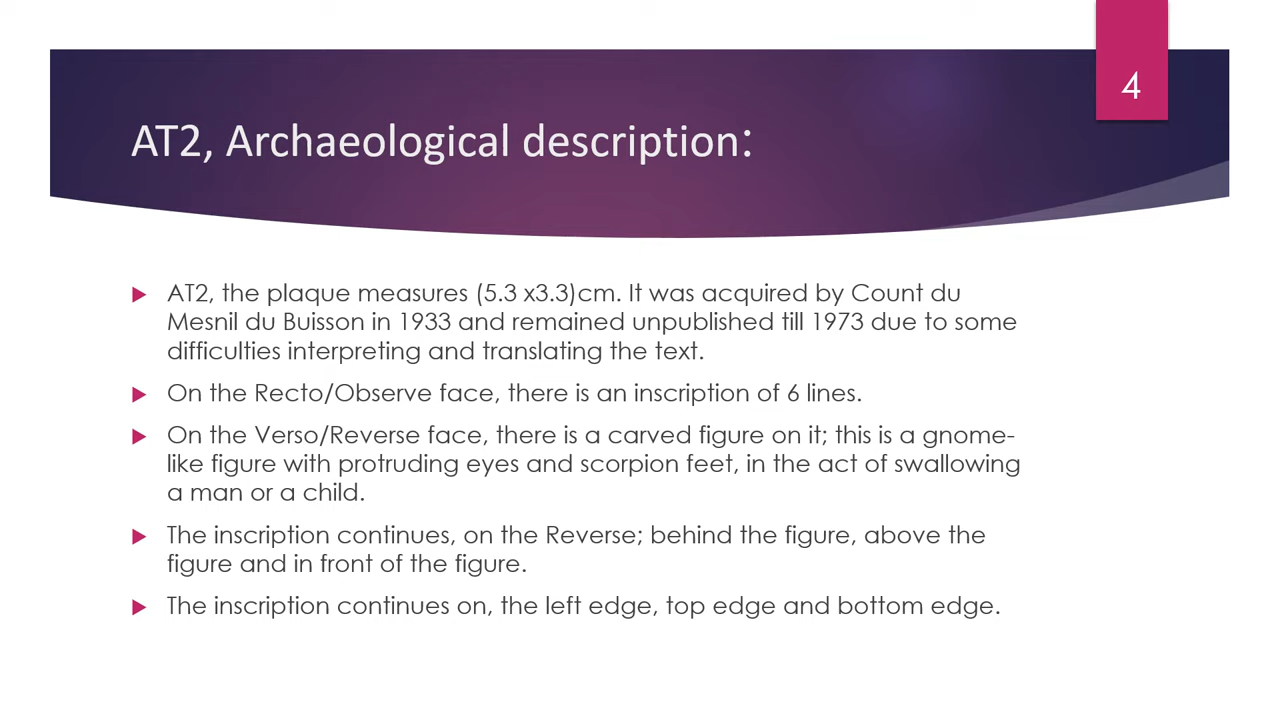 4
AT2, Archaeological description:
AT2, the plaque measures (5.3 x3.3)cm. It was acquired by Count du
Mesnil du Buisson in 1933 and remained unpublished till 1973 due to some
difficulties interpreting and translating the text.
On the Recto/Observe face, there is an inscription of 6 lines.
On the Verso/Reverse face, there is a carved figure on it; this is a gnome-
like figure with protruding eyes and scorpion feet, in the act of swallowing
a man or a child.
The inscription continues, on the Reverse; behind the figure, above the
figure and in front of the figure.
The inscription continues on, the left edge, top edge and bottom edge.